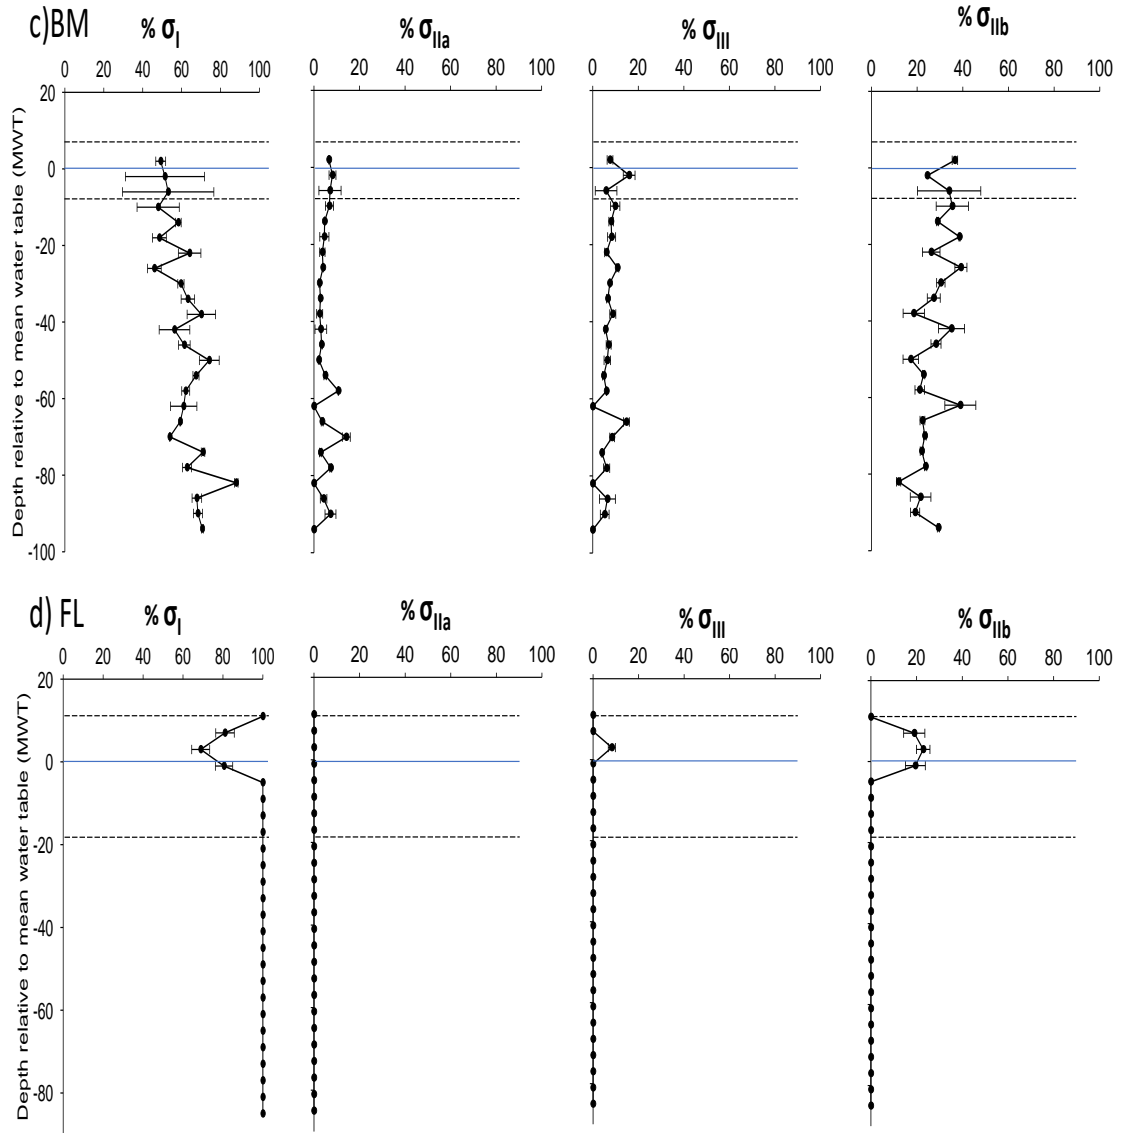 c)BM % σI % σIIa % σIII % σIIb
0 20 40 60 80 100 0 20 40 60 80 100 0 20 40 60 80 100 0 20 40 60 80 100
Depth relative to mean water table (MWT)
20
0
-20
-40
-60
-80
-100
d) FL % σI % σIIa % σIII % σIIb
0 20 40 60 80 100 0 20 40 60 80 100 0 20 40 60 80 100 0 20 40 60 80 100
Depth relative to mean water table (MWT)
20
0
-20
-40
-60
-80